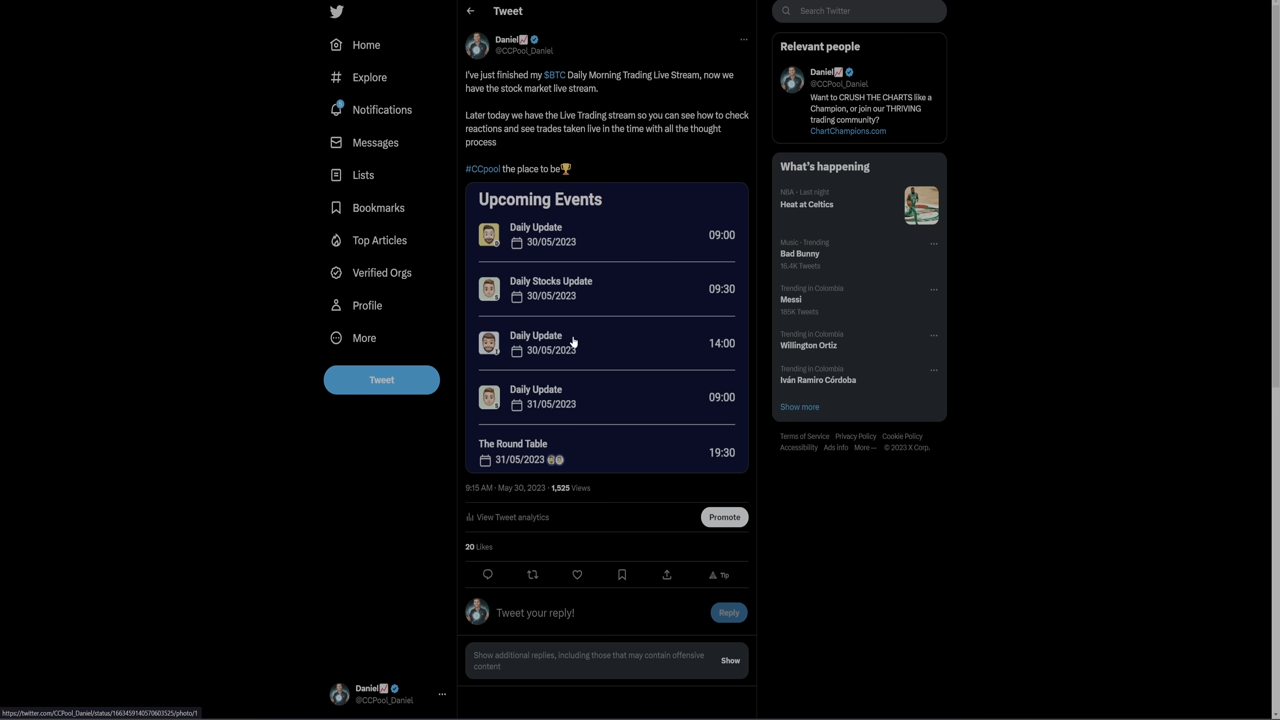 Home
Explore
Notifications
Messages
Lists
Bookmarks
Top Articles
Verified Orgs
Profile
More
Tweet
Daniel
@CCPool_Daniel
https://twitter.com/CCPool_Daniel/status/1663459140570603525/photo/1
Tweet
Daniel
@CCPool_Daniel
I've just finished my $BTC Daily Morning Trading Live Stream, now we
have the stock market live stream.
Later today we have the Live Trading stream so you can see how to check
reactions and see trades taken live in the time with all the thought
process
#CCpool the place to be🏆
Upcoming Events
Daily Update
30/05/2023
09:00
Daily Stocks Update
30/05/2023
09:30
Daily Update
30/05/2023
14:00
Daily Update
31/05/2023
09:00
The Round Table
31/05/2023
19:30
9:15 AM · May 30, 2023 · 1,525 Views
View Tweet analytics
Promote
20 Likes
Tip
Tweet your reply!
Reply
Show additional replies, including those that may contain offensive
content
Show
Search Twitter
Relevant people
Daniel
@CCPool_Daniel
Want to CRUSH THE CHARTS like a
Champion, or join our THRIVING
trading community?
ChartChampions.com
What's happening
NBA · Last night
Heat at Celtics
Music · Trending
Bad Bunny
16.4K Tweets
Trending in Colombia
Messi
185K Tweets
Trending in Colombia
Willington Ortiz
Trending in Colombia
Iván Ramiro Córdoba
Show more
Terms of Service Privacy Policy Cookie Policy
Accessibility Ads info More — © 2023 X Corp.